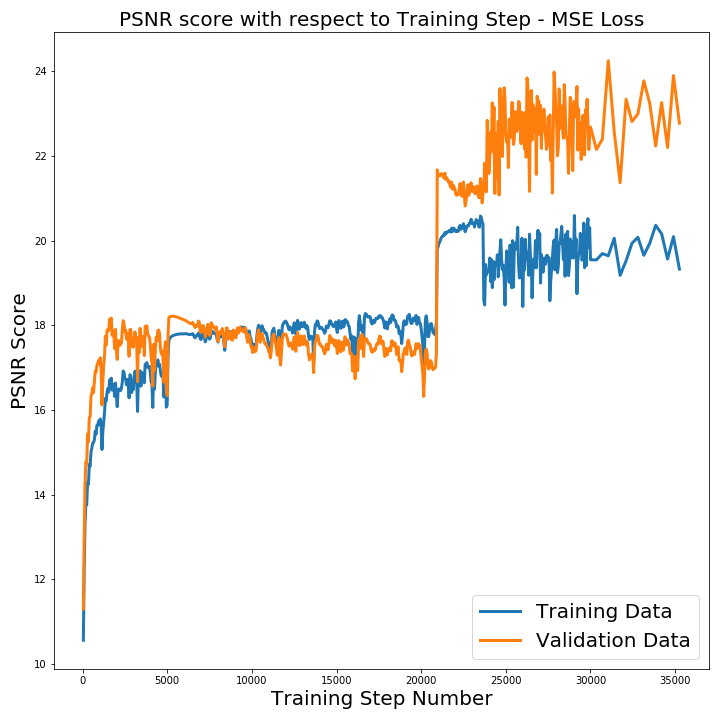 PSNR score with respect to Training Step - MSE Loss
PSNR Score
24
22
20
18
16
14
12
10
0 5000 10000 15000 20000 25000 30000 35000
Training Step Number
Training Data
Validation Data